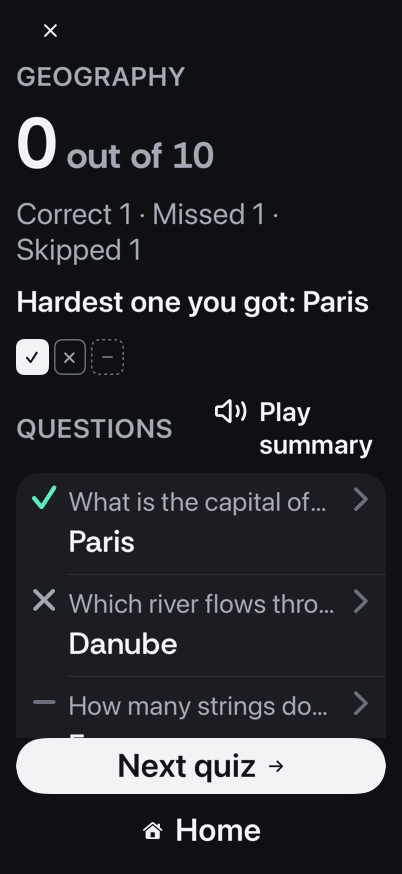 GEOGRAPHY
0 out of 10
Correct 1 · Missed 1 ·
Skipped 1
Hardest one you got: Paris
QUESTIONS
Play
summary
What is the capital of...
Paris
Which river flows thro...
Danube
How many strings do...
Next quiz →
Home